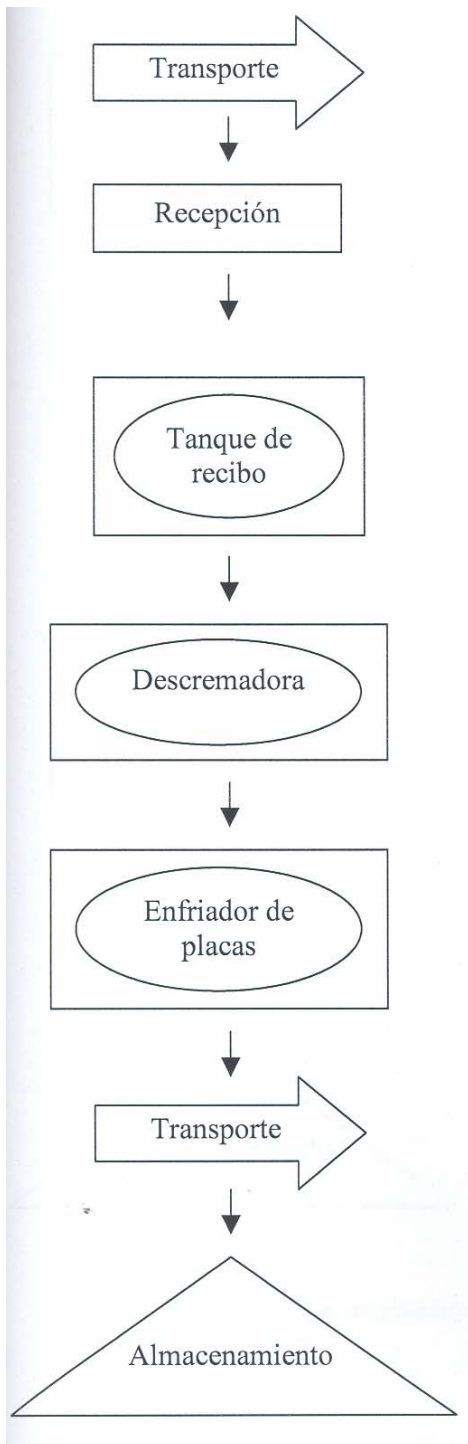 Transporte
Recepción
Tanque de
recibo
Descremadora
Enfriador de
placas
Transporte
Almacenamiento